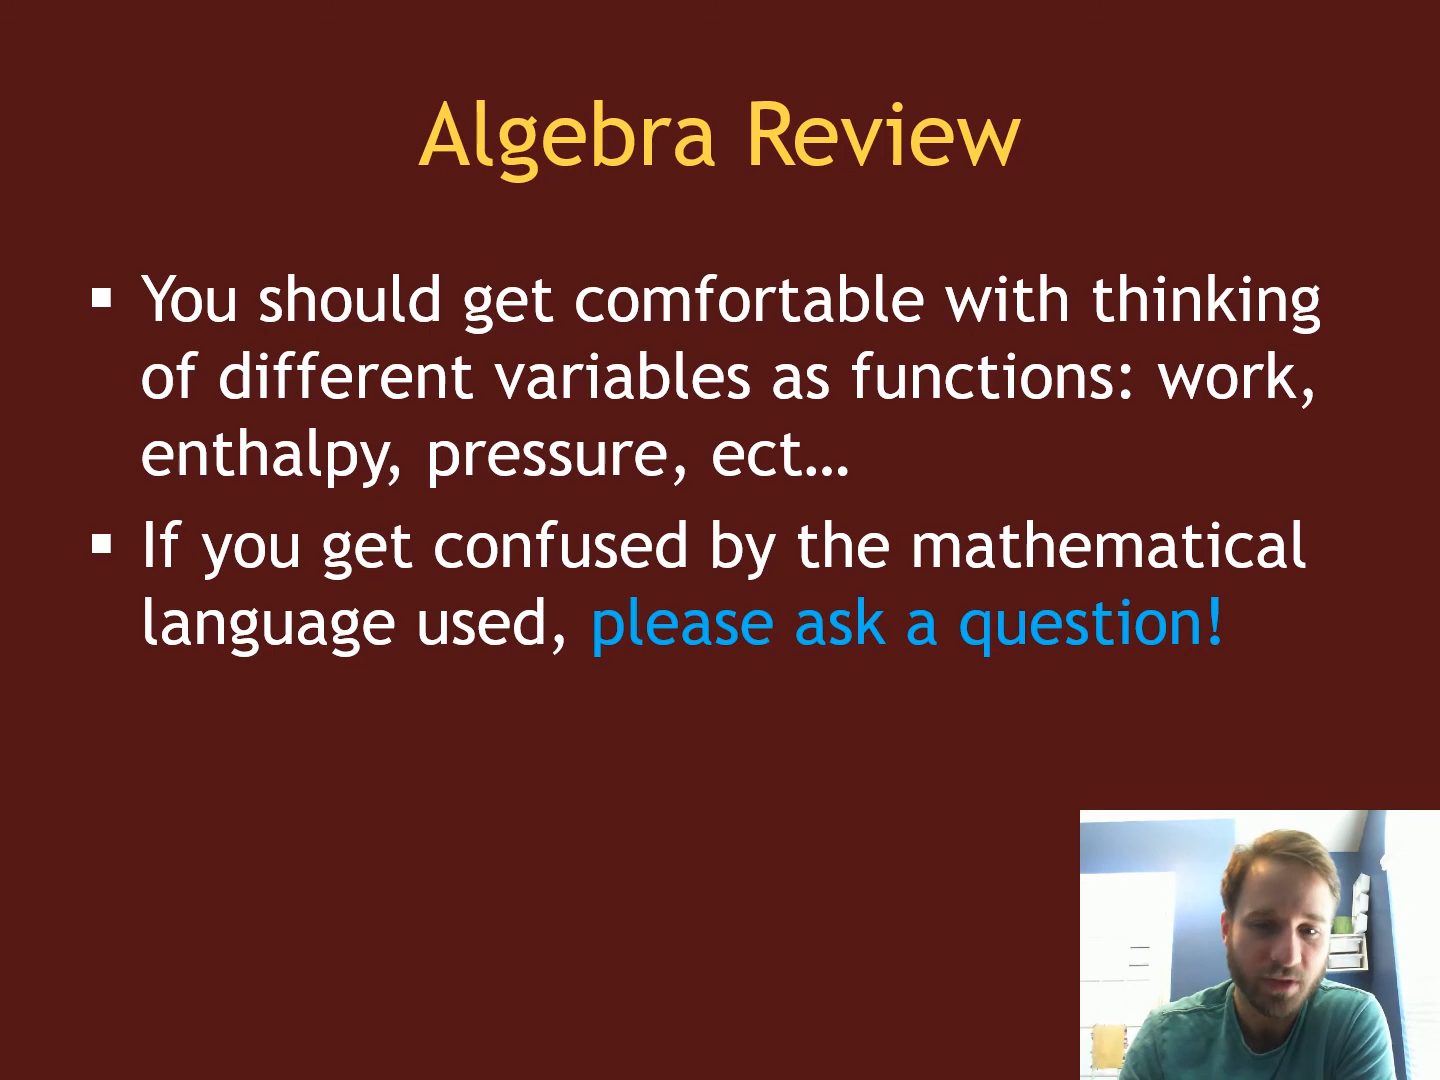 Algebra Review
▪ You should get comfortable with thinking
of different variables as functions: work,
enthalpy, pressure, ect…
▪ If you get confused by the mathematical
language used, please ask a question!